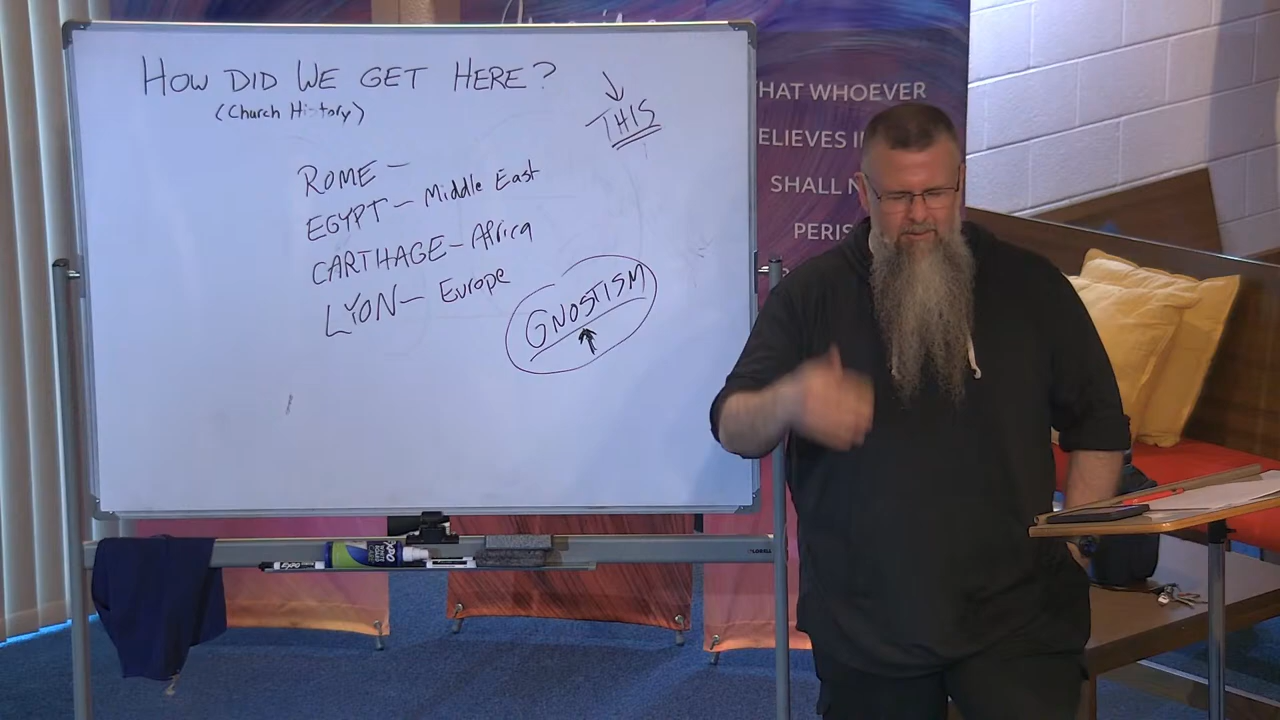 HOW DID WE GET HERE?
(Church History)
THIS
ROME -
EGYPT - Middle East
CARTHAGE - Africa
LYON - Europe
GNOSTISM
HAT WHOEVER
ELIEVES I
SHALL N
PERIS
EXPO
EXPO